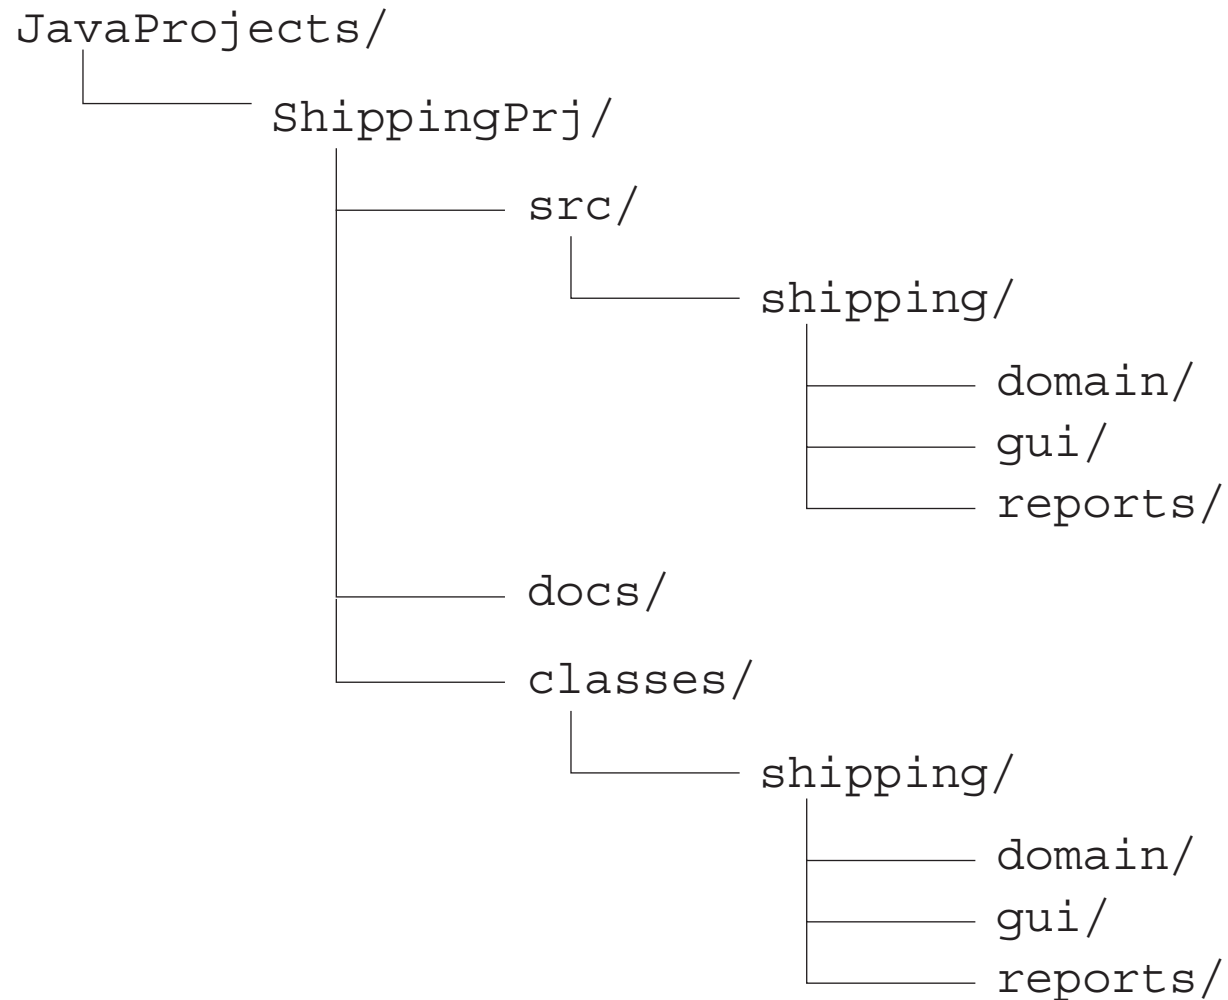 JavaProjects/
ShippingPrj/
src/
shipping/
domain/
gui/
reports/
docs/
classes/
shipping/
domain/
gui/
reports/